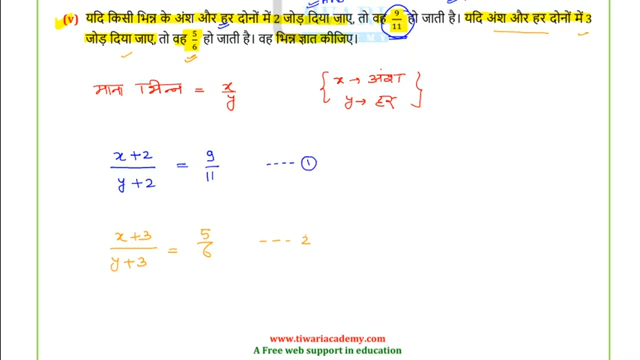 (v) यदि किसी भिन्न के अंश और हर दोनों में 2 जोड़ दिया जाए, तो वह 9/11 हो जाती है। यदि अंश और हर दोनों में 3
जोड़ दिया जाए, तो वह 5/6 हो जाती है। वह भिन्न ज्ञात कीजिए।
माना भिन्न = x/y { x → अंश
y → हर }
x+2/y+2 = 9/11 ---- ①
x+3/y+3 = 5/6 --- 2
www.tiwariacademy.com
A Free web support in education